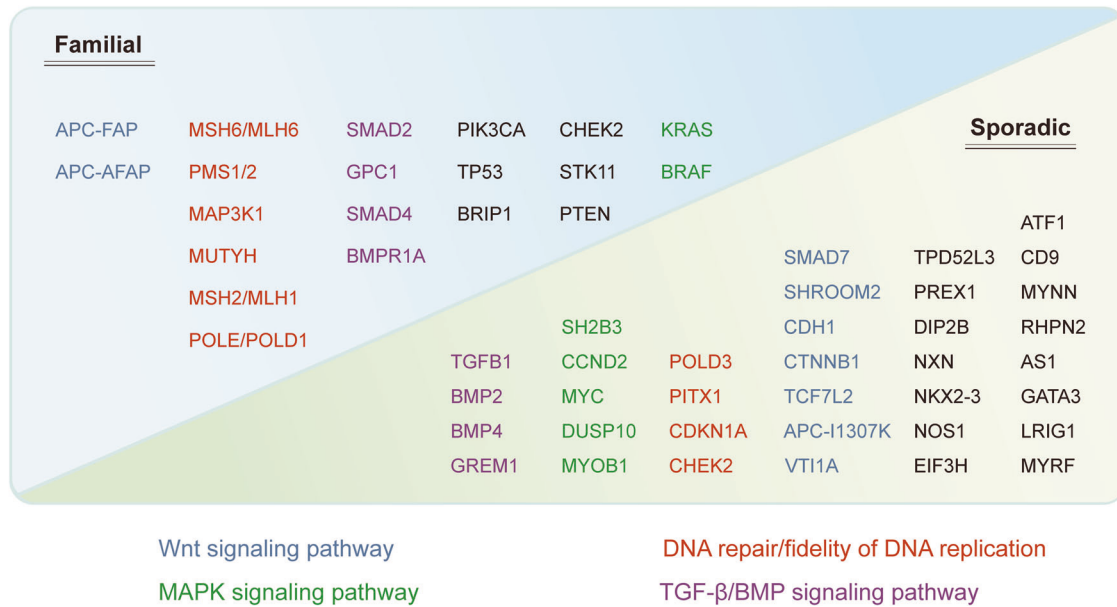 Familial
APC-FAP MSH6/MLH6 SMAD2 PIK3CA CHEK2 KRAS
Sporadic
APC-AFAP PMS1/2 GPC1 TP53 STK11 BRAF
MAP3K1 SMAD4 BRIP1 PTEN
ATF1
MUTYH BMPR1A
SMAD7 TPD52L3 CD9
MSH2/MLH1
SHROOM2 PREX1 MYNN
POLE/POLD1
SH2B3 CDH1 DIP2B RHPN2
TGFB1 CCND2 POLD3 CTNNB1 NXN AS1
BMP2 MYC PITX1 TCF7L2 NKX2-3 GATA3
BMP4 DUSP10 CDKN1A APC-I1307K NOS1 LRIG1
GREM1 MYOB1 CHEK2 VTI1A EIF3H MYRF
Wnt signaling pathway DNA repair/fidelity of DNA replication
MAPK signaling pathway TGF-β/BMP signaling pathway